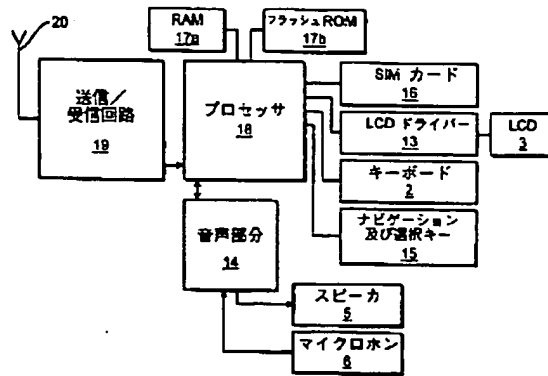 20
RAM
17a
フラッシュROM
17b
送信／
受信回路
19
プロセッサ
18
SIM カード
16
LCD ドライバー
13
LCD
3
キーボード
2
ナビゲーション
及び選択キー
15
音声部分
14
スピーカ
5
マイクロホン
6